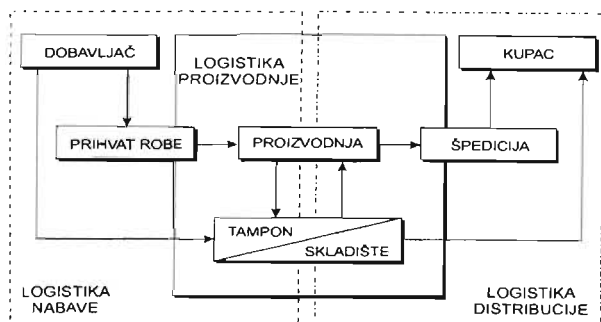 DOBAVLJAČ
LOGISTIKA
PROIZVODNJE
KUPAC
PRIHVAT ROBE
PROIZVODNJA
ŠPEDICIJA
TAMPON
SKLADIŠTE
LOGISTIKA
NABAVE
LOGISTIKA
DISTRIBUCIJE